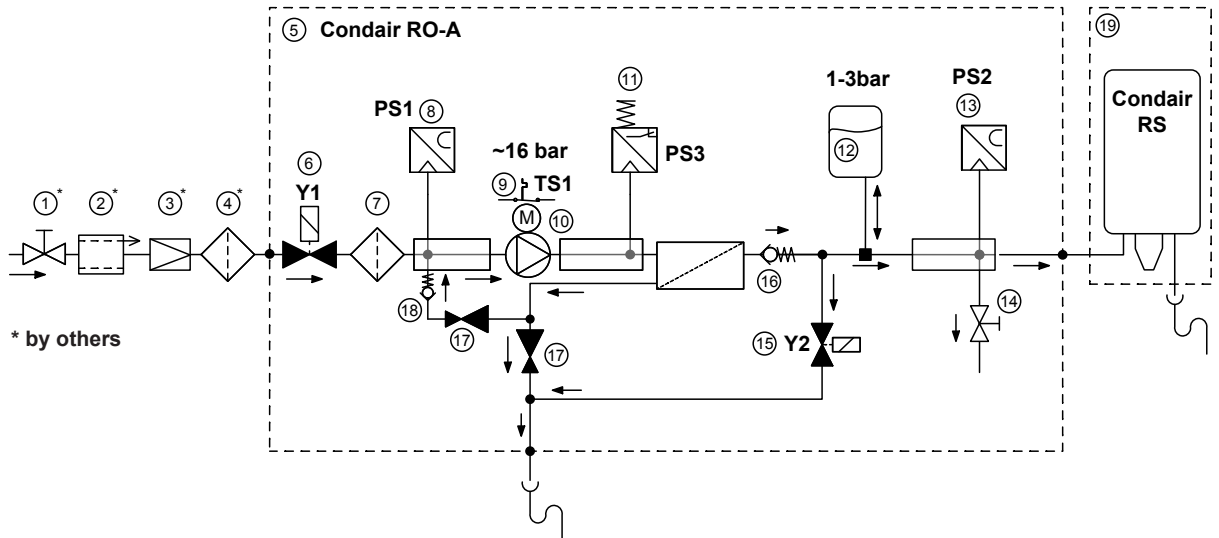 ⑤ Condair RO-A
⑲
Condair
RS
PS1 ⑧
⑪
1-3bar
PS2
⑬
⑥
Y1
~16 bar
⑨ TS1
M
⑩
PS3
⑫
①* ②* ③* ④*
⑦
⑯
⑱
⑰
⑰
⑮ Y2
⑭
* by others